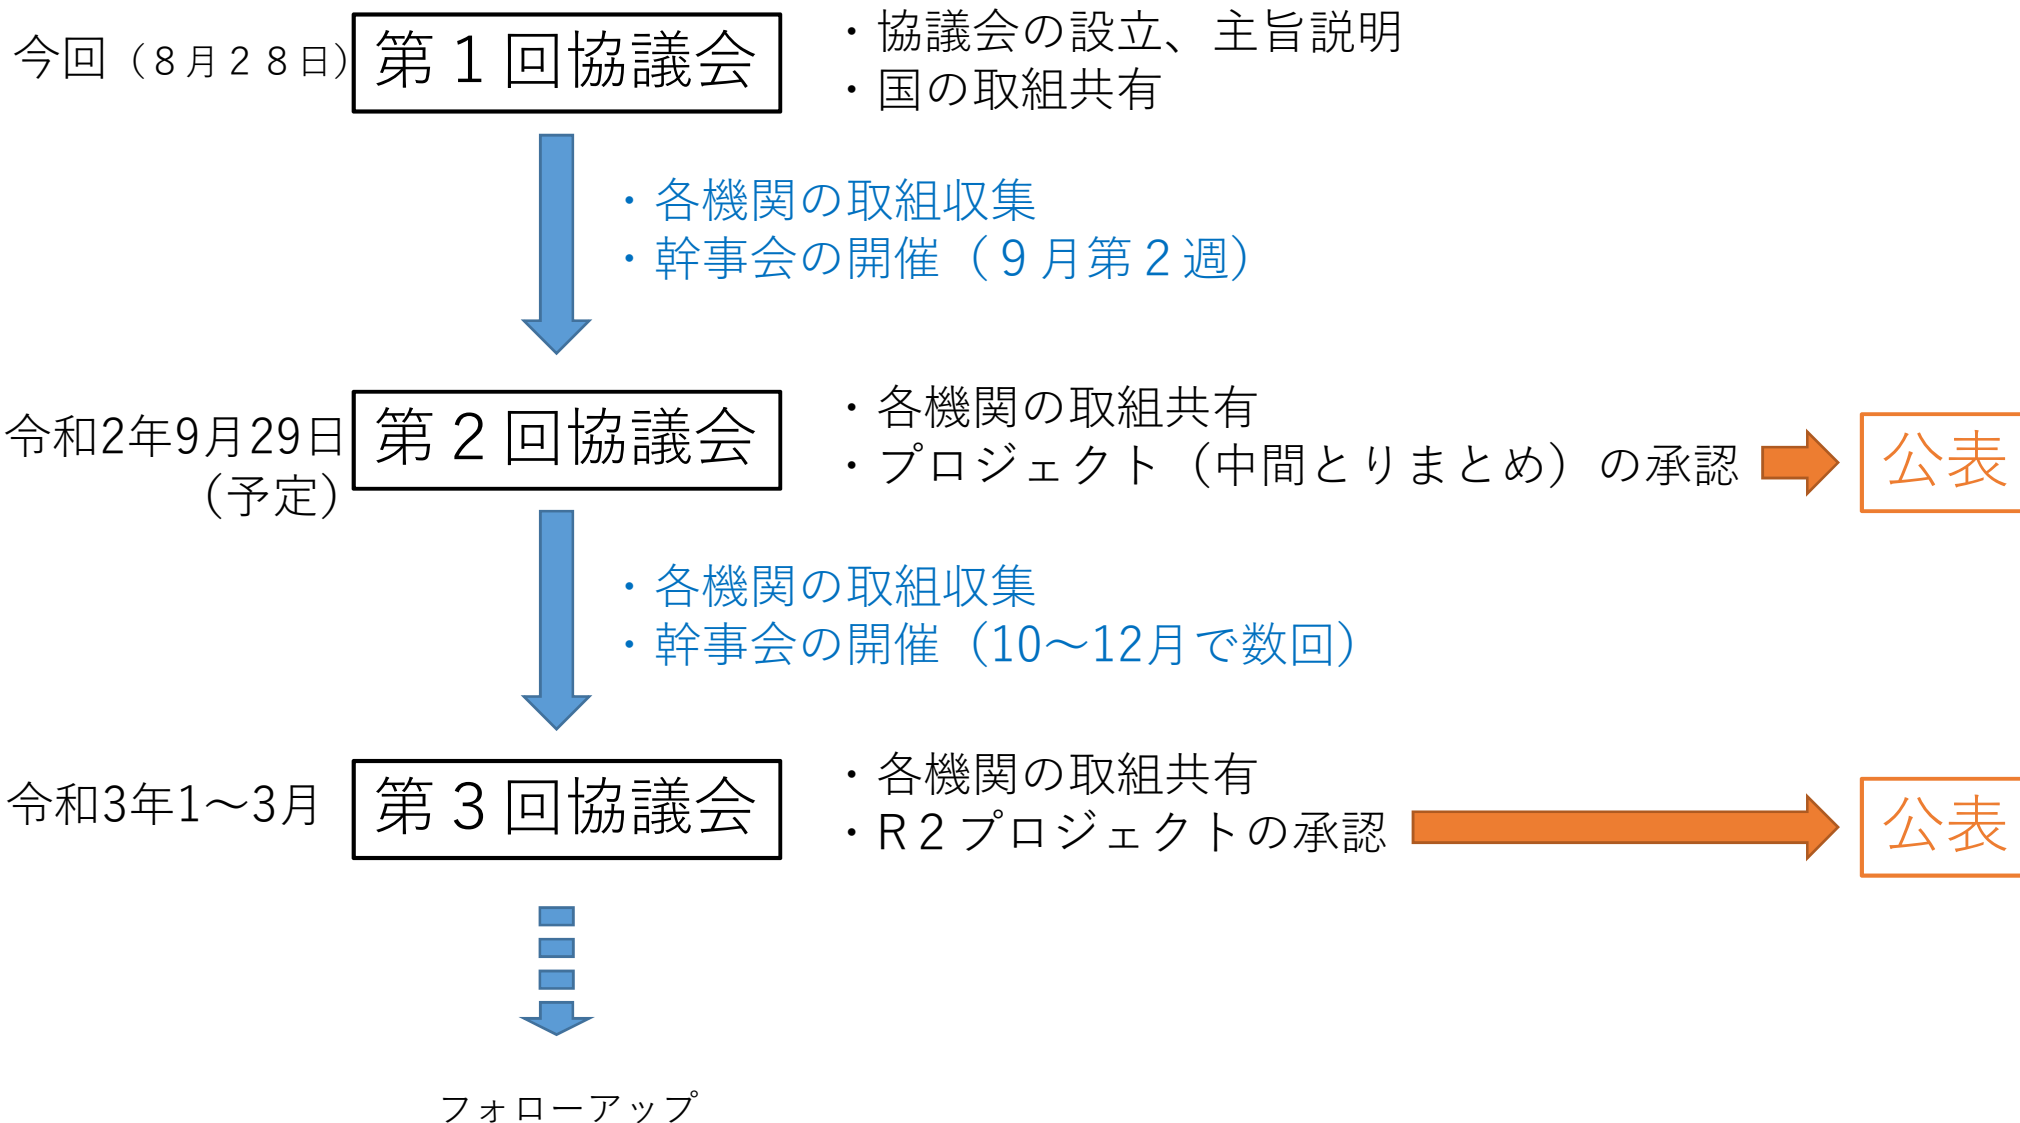 今回（８月２８日）
第１回協議会
・協議会の設立、主旨説明
・国の取組共有
・各機関の取組収集
・幹事会の開催（９月第２週）
令和2年9月29日
（予定）
第２回協議会
・各機関の取組共有
・プロジェクト（中間とりまとめ）の承認
公表
・各機関の取組収集
・幹事会の開催（10～12月で数回）
令和3年1～3月
第３回協議会
・各機関の取組共有
・R２プロジェクトの承認
公表
フォローアップ